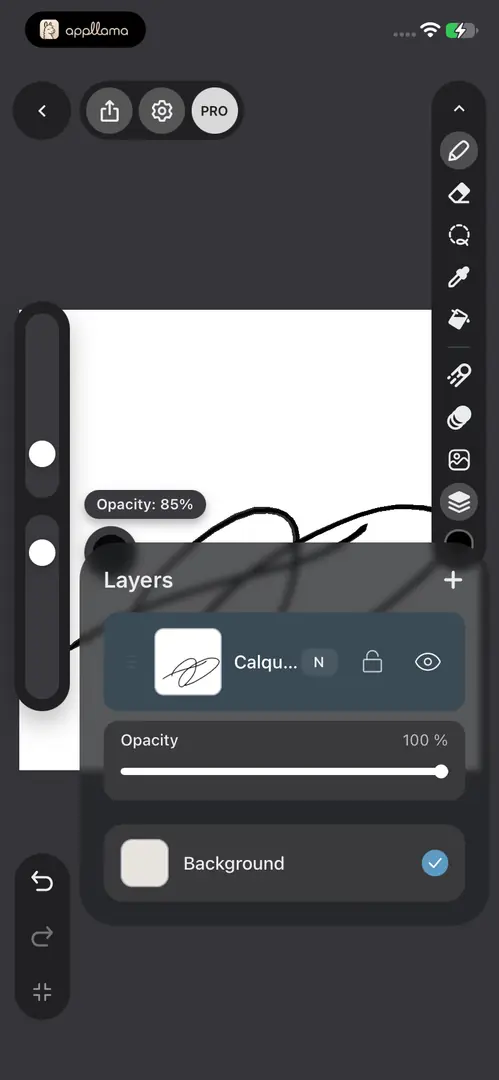 appllama
PRO
Opacity: 85%
Layers
Calqu... N
Opacity 100 %
Background